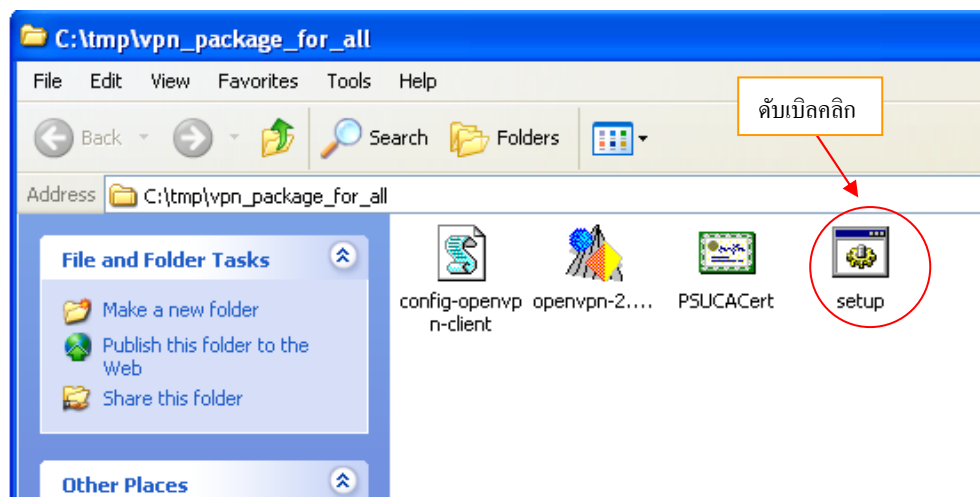 C:\tmp\vpn_package_for_all
File Edit View Favorites Tools Help
ดับเบิลคลิก
Back Search Folders
Address C:\tmp\vpn_package_for_all
File and Folder Tasks
Make a new folder
Publish this folder to the
Web
Share this folder
Other Places
config-openvp
n-client
openvpn-2....
PSUCACert
setup